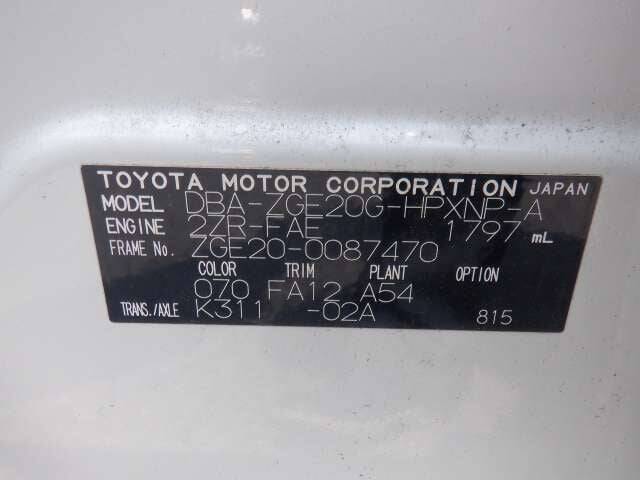 TOYOTA MOTOR CORPORATION JAPAN
MODEL DBA-ZGE20G-HPXNP-A
ENGINE 2ZR-FAE 1797 mL
FRAME No. ZGE20-0087470
COLOR TRIM PLANT OPTION
070 FA12 A54
TRANS./AXLE K311 -02A 815